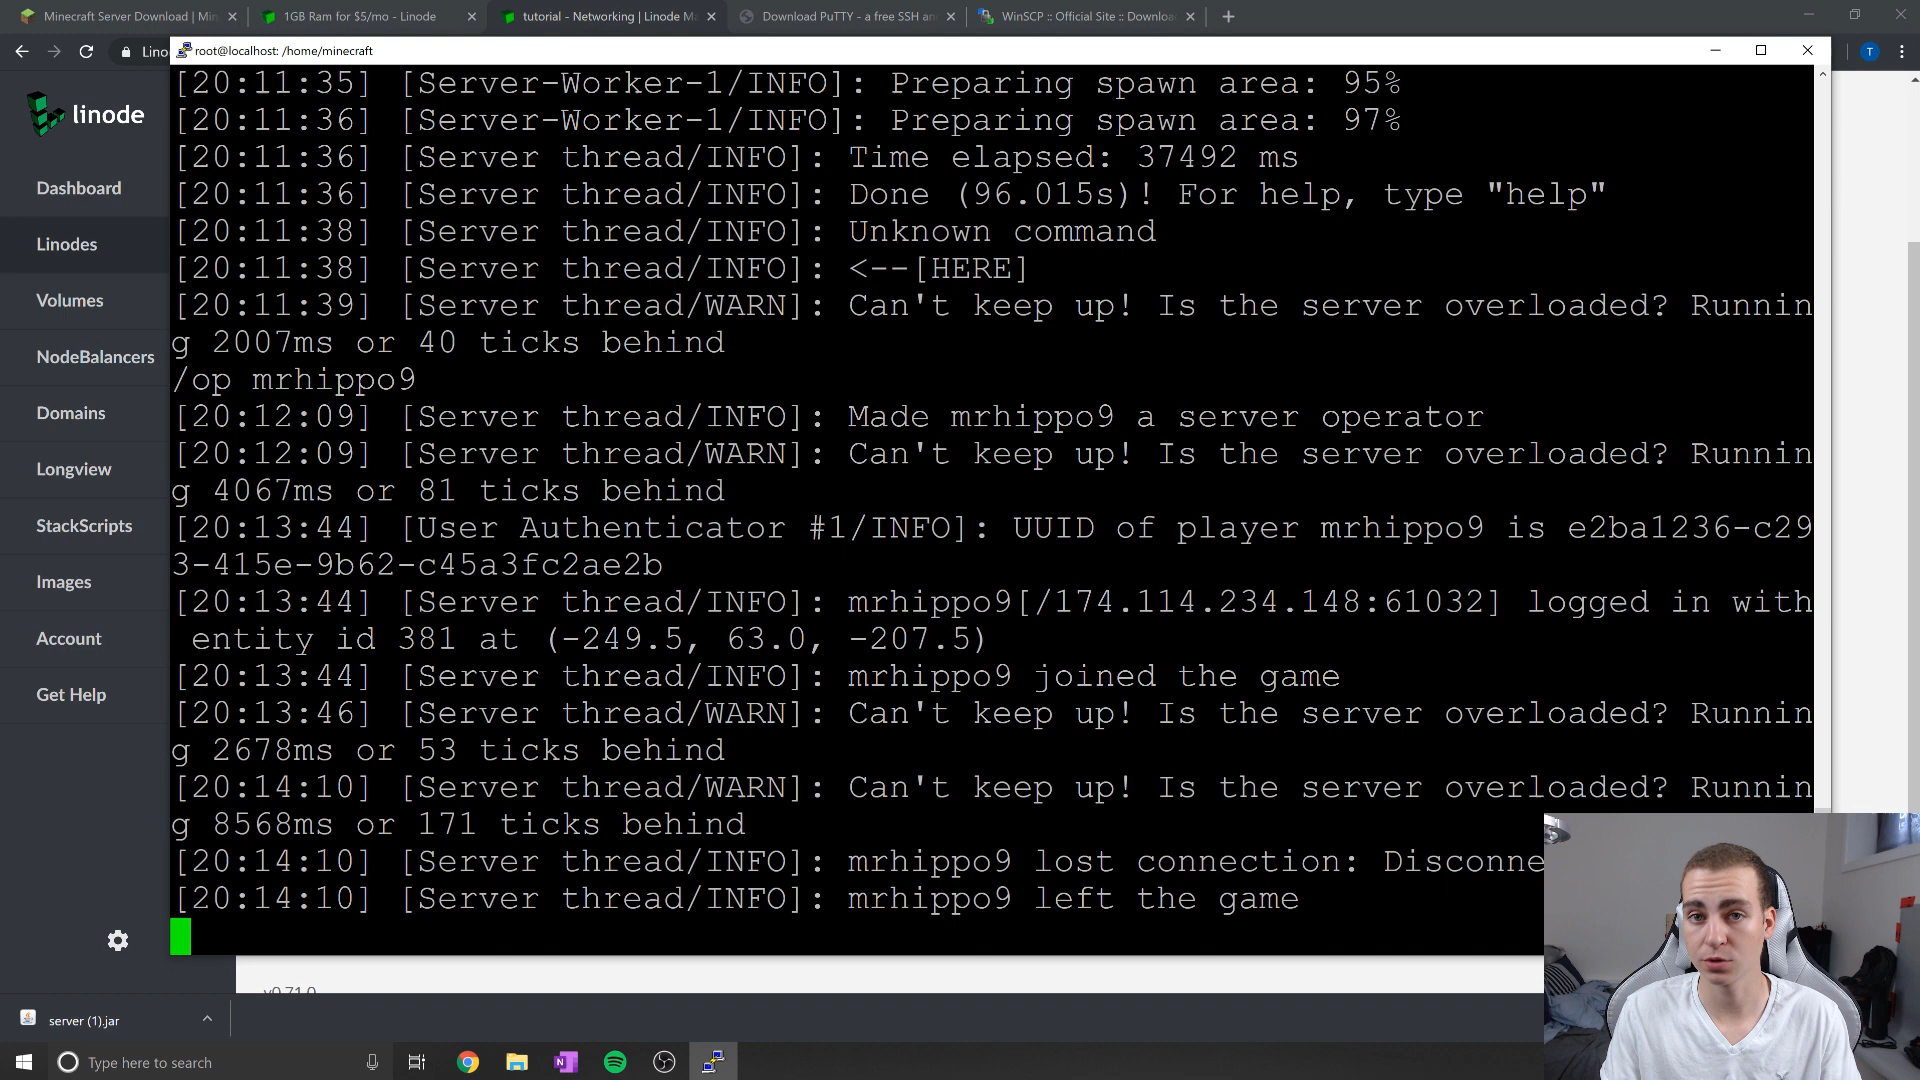 Minecraft Server Download | Min
1GB Ram for $5/mo - Linode
tutorial - Networking | Linode Ma
Download PuTTY - a free SSH an
WinSCP :: Official Site :: Downloa
Lino
T
root@localhost: /home/minecraft
linode
Dashboard
Linodes
Volumes
NodeBalancers
Domains
Longview
StackScripts
Images
Account
Get Help
[20:11:35] [Server-Worker-1/INFO]: Preparing spawn area: 95%
[20:11:36] [Server-Worker-1/INFO]: Preparing spawn area: 97%
[20:11:36] [Server thread/INFO]: Time elapsed: 37492 ms
[20:11:36] [Server thread/INFO]: Done (96.015s)! For help, type "help"
[20:11:38] [Server thread/INFO]: Unknown command
[20:11:38] [Server thread/INFO]: <--[HERE]
[20:11:39] [Server thread/WARN]: Can't keep up! Is the server overloaded? Runnin
g 2007ms or 40 ticks behind
/op mrhippo9
[20:12:09] [Server thread/INFO]: Made mrhippo9 a server operator
[20:12:09] [Server thread/WARN]: Can't keep up! Is the server overloaded? Runnin
g 4067ms or 81 ticks behind
[20:13:44] [User Authenticator #1/INFO]: UUID of player mrhippo9 is e2ba1236-c29
3-415e-9b62-c45a3fc2ae2b
[20:13:44] [Server thread/INFO]: mrhippo9[/174.114.234.148:61032] logged in with
entity id 381 at (-249.5, 63.0, -207.5)
[20:13:44] [Server thread/INFO]: mrhippo9 joined the game
[20:13:46] [Server thread/WARN]: Can't keep up! Is the server overloaded? Runnin
g 2678ms or 53 ticks behind
[20:14:10] [Server thread/WARN]: Can't keep up! Is the server overloaded? Runnin
g 8568ms or 171 ticks behind
[20:14:10] [Server thread/INFO]: mrhippo9 lost connection: Disconne
[20:14:10] [Server thread/INFO]: mrhippo9 left the game
v0.71.0
server (1).jar
Type here to search